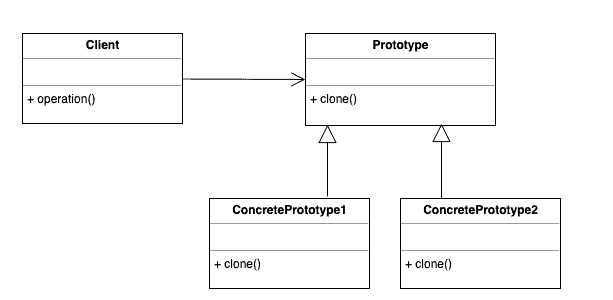 Client
+ operation()
Prototype
+ clone()
ConcretePrototype1
+ clone()
ConcretePrototype2
+ clone()